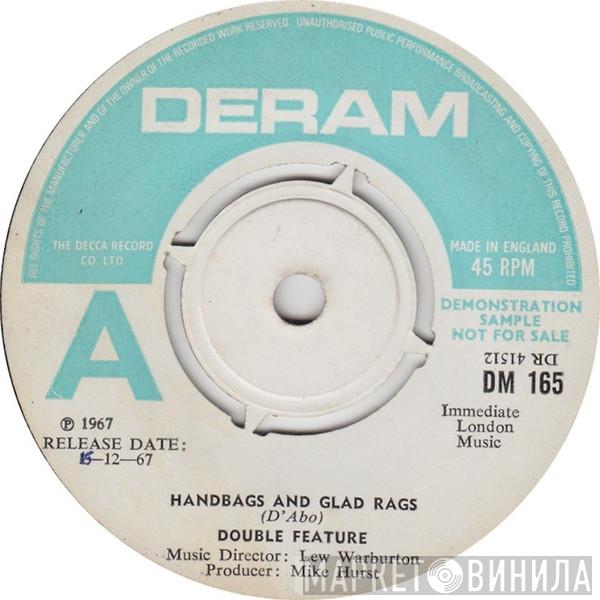 ALL RIGHTS OF THE MANUFACTURER AND OF THE OWNER OF THE RECORDED WORK RESERVED UNAUTHORISED PUBLIC PERFORMANCE BROADCASTING AND COPYING OF THIS RECORD PROHIBITED
DERAM
THE DECCA RECORD
CO. LTD
MADE IN ENGLAND
45 RPM
A
DEMONSTRATION
SAMPLE
NOT FOR SALE
DR 41512
DM 165
Ⓟ 1967
RELEASE DATE:
-12-67
Immediate
London
Music
HANDBAGS AND GLAD RAGS
(D'Abo)
DOUBLE FEATURE
Music Director: Lew Warburton
Producer: Mike Hurst
МАРКЕТ ВИНИЛА